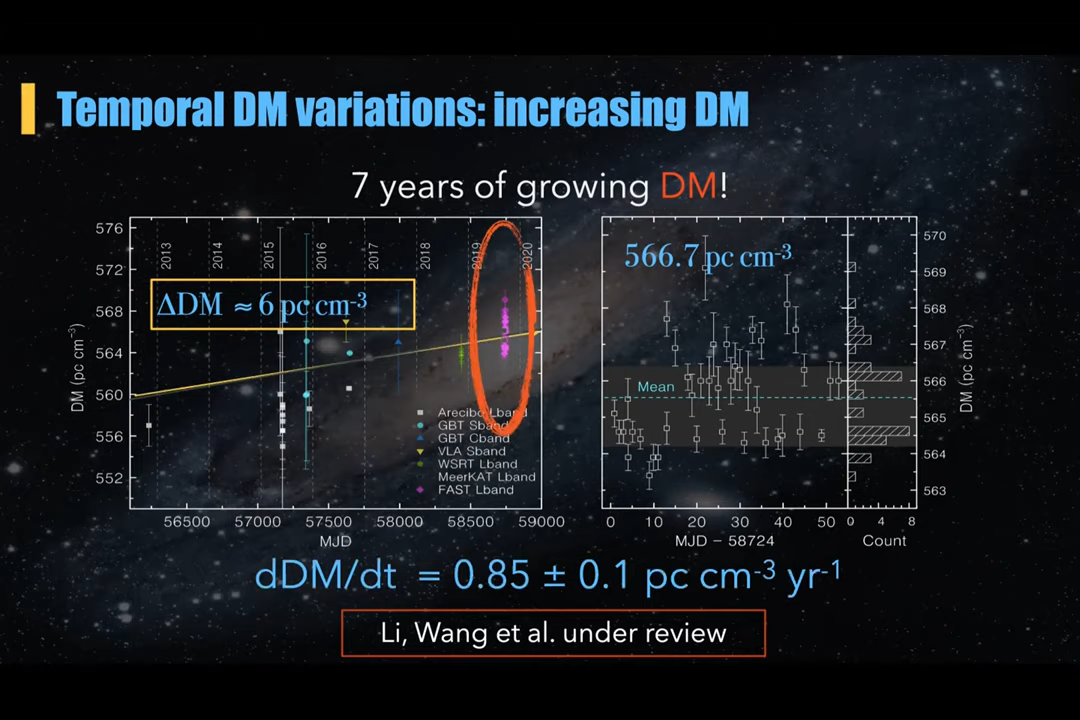 Temporal DM variations: increasing DM
7 years of growing DM!
576
572
568
564
560
556
552
DM (pc cm⁻³)
2013
2014
2015
2016
2017
2018
2019
2020
ΔDM ≈ 6 pc cm⁻³
Arecibo Lband
GBT Sband
GBT Cband
VLA Sband
WSRT Lband
MeerKAT Lband
FAST Lband
56500 57000 57500 58000 58500 59000
MJD
566.7 pc cm⁻³
Mean
0 10 20 30 40 50 0 4 8
MJD – 58724 Count
570
569
568
567
566
565
564
563
DM (pc cm⁻³)
dDM/dt = 0.85 ± 0.1 pc cm⁻³ yr⁻¹
Li, Wang et al. under review